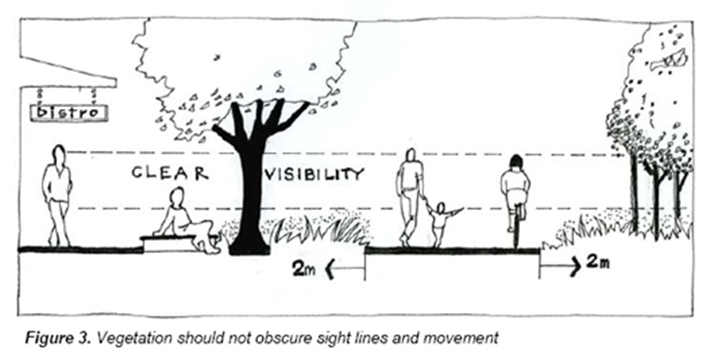 bistro
CLEAR VISIBILITY
2m 2m
Figure 3. Vegetation should not obscure sight lines and movement